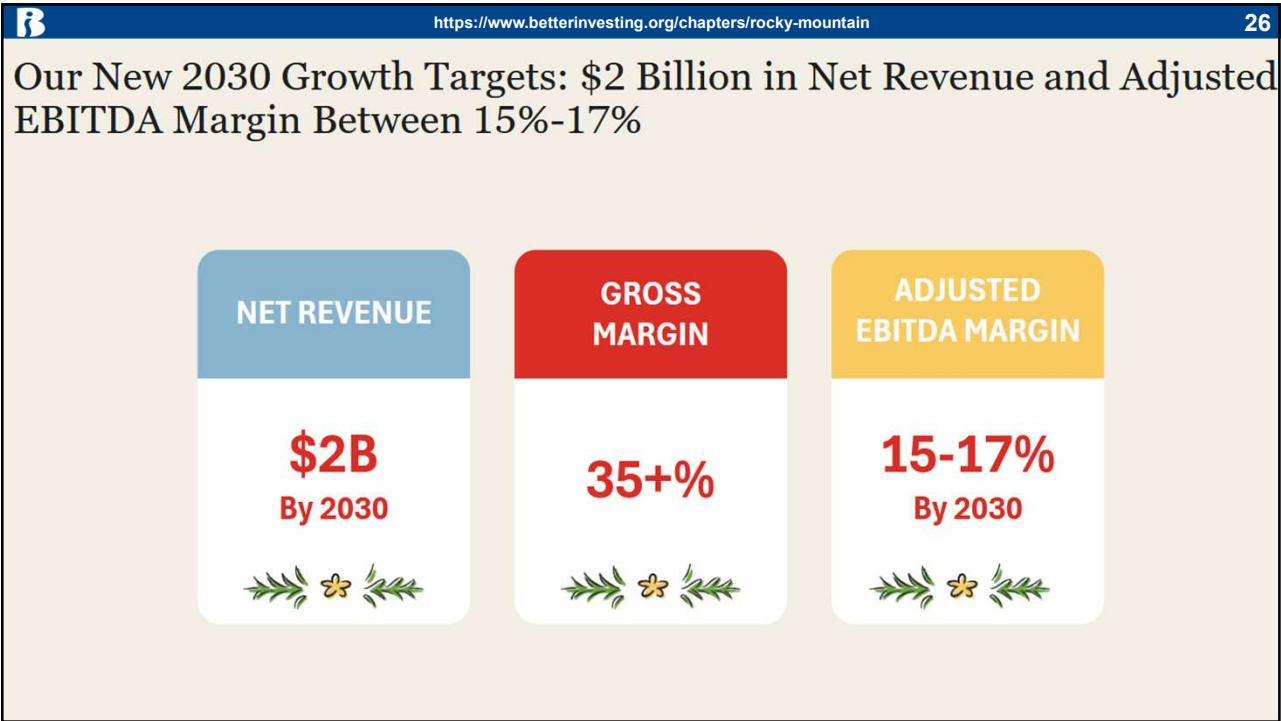 https://www.betterinvesting.org/chapters/rocky-mountain
26
Our New 2030 Growth Targets: $2 Billion in Net Revenue and Adjusted
EBITDA Margin Between 15%-17%
NET REVENUE
$2B
By 2030
GROSS
MARGIN
35+%
ADJUSTED
EBITDA MARGIN
15-17%
By 2030